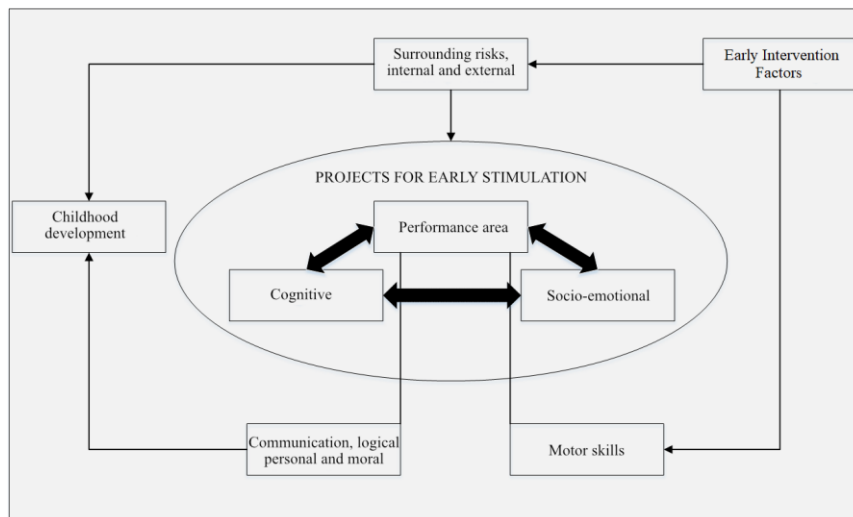 Surrounding risks,
internal and external
Early Intervention
Factors
PROJECTS FOR EARLY STIMULATION
Childhood
development
Performance area
Cognitive
Socio-emotional
Communication, logical
personal and moral
Motor skills